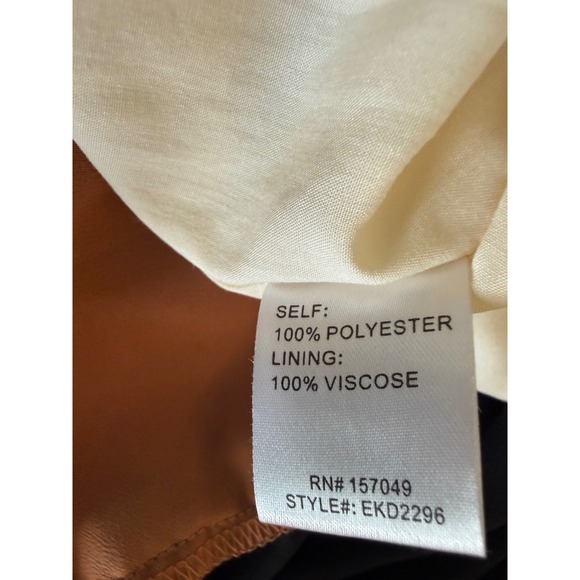 SELF:
100% POLYESTER
LINING:
100% VISCOSE
RN# 157049
STYLE#: EKD2296